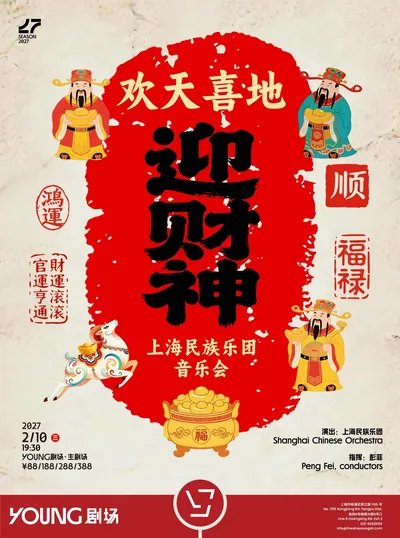 27
SEASON
2027
欢天喜地
迎财神
鴻運
顺
福禄
財運滾滾
官運亨通
上海民族乐团
音乐会
福
2027
2/10 三
19:30
YOUNG剧场·主剧场
¥88/188/288/388
演出：上海民族乐团
Shanghai Chinese Orchestra
指挥：彭菲
Peng Fei, conductors
YOUNG剧场